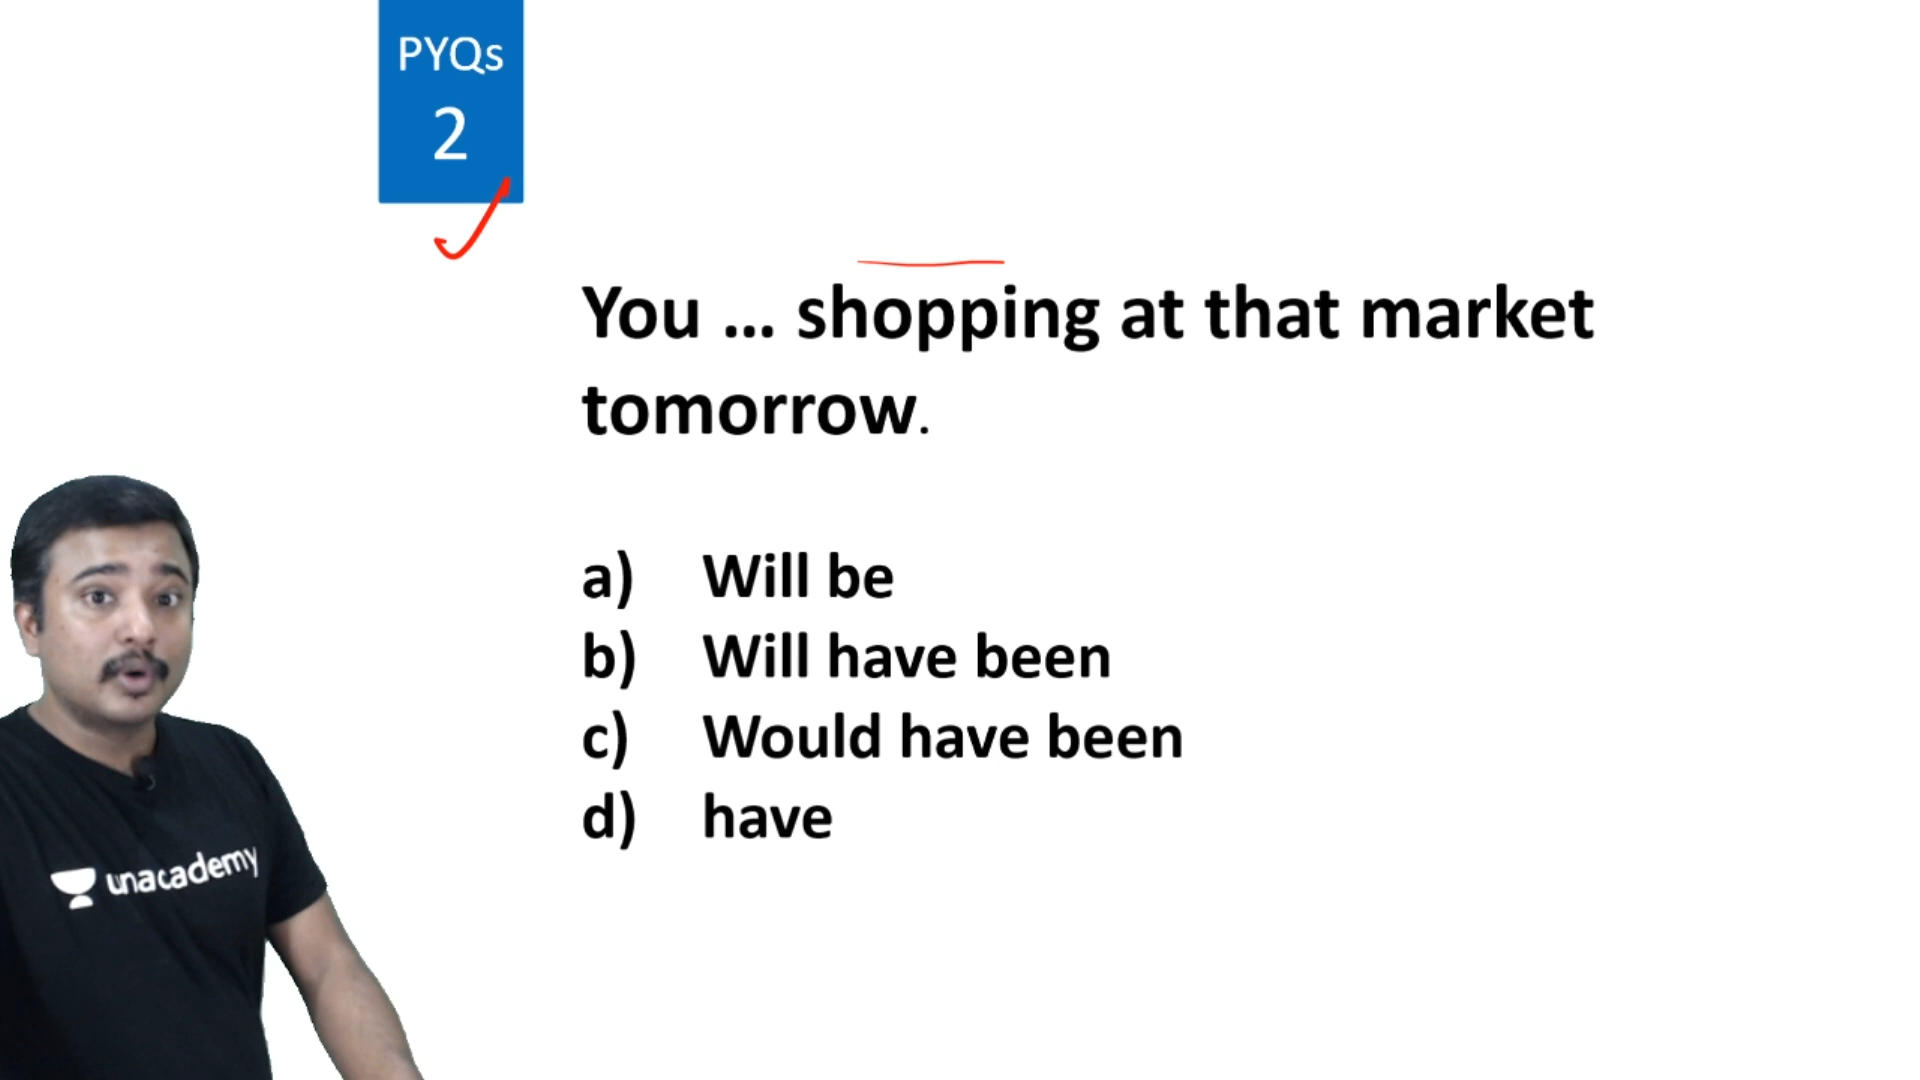 PYQs
2
You ... shopping at that market
tomorrow.
a) Will be
b) Will have been
c) Would have been
d) have
unacademy